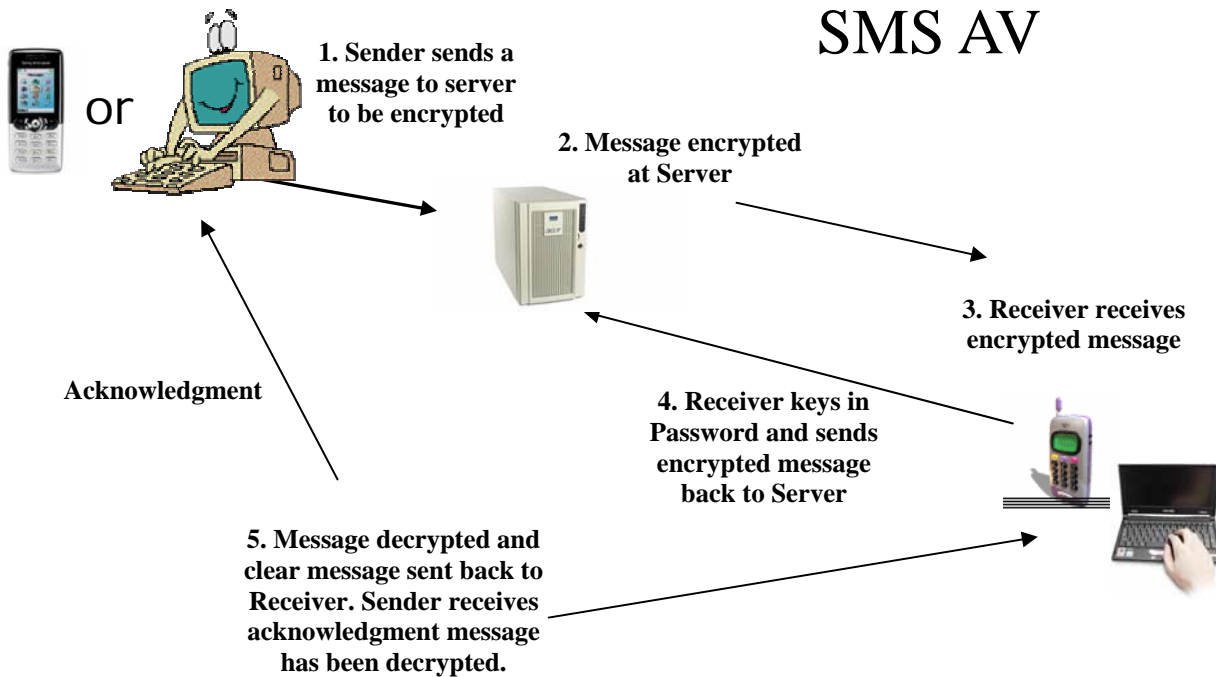 SMS AV
or
1. Sender sends a
message to server
to be encrypted
2. Message encrypted
at Server
3. Receiver receives
encrypted message
Acknowledgment
4. Receiver keys in
Password and sends
encrypted message
back to Server
5. Message decrypted and
clear message sent back to
Receiver. Sender receives
acknowledgment message
has been decrypted.